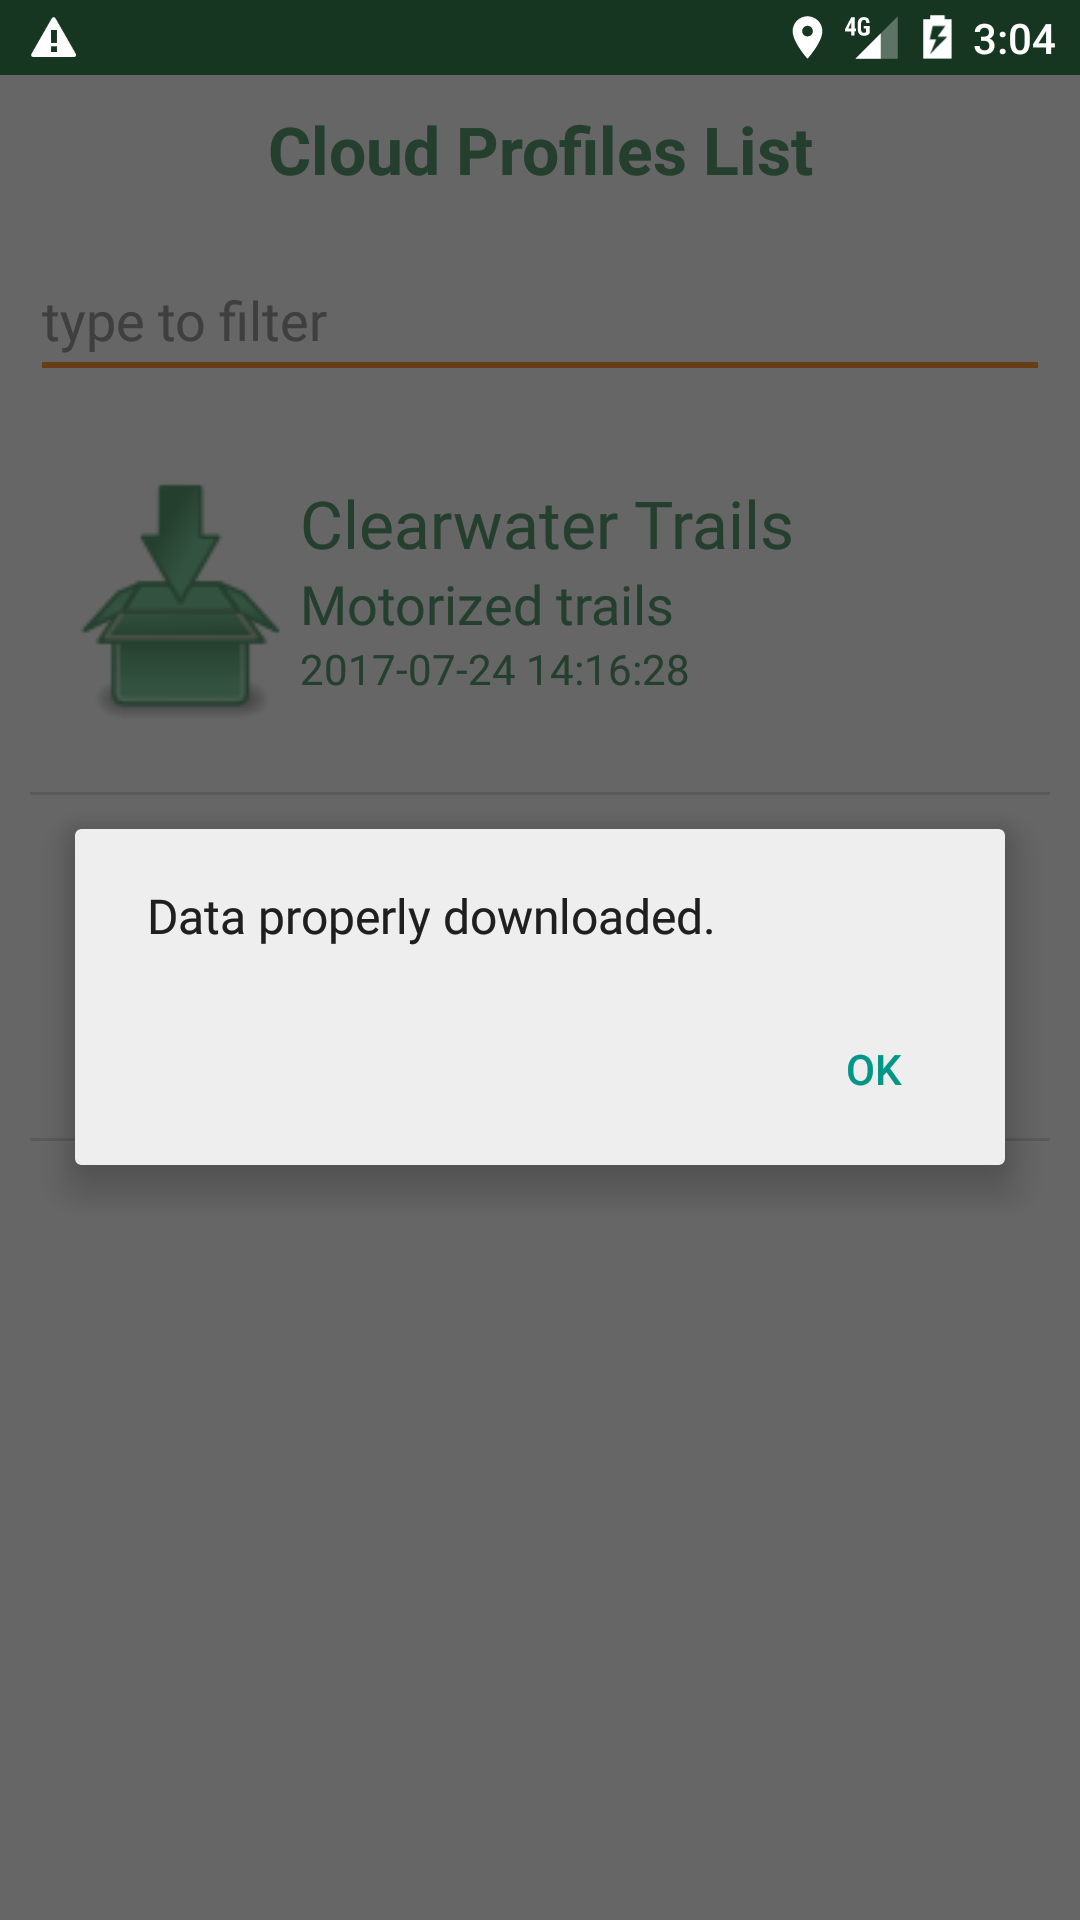 4G 3:04
Cloud Profiles List
type to filter
Clearwater Trails
Motorized trails
2017-07-24 14:16:28
Data properly downloaded.
OK